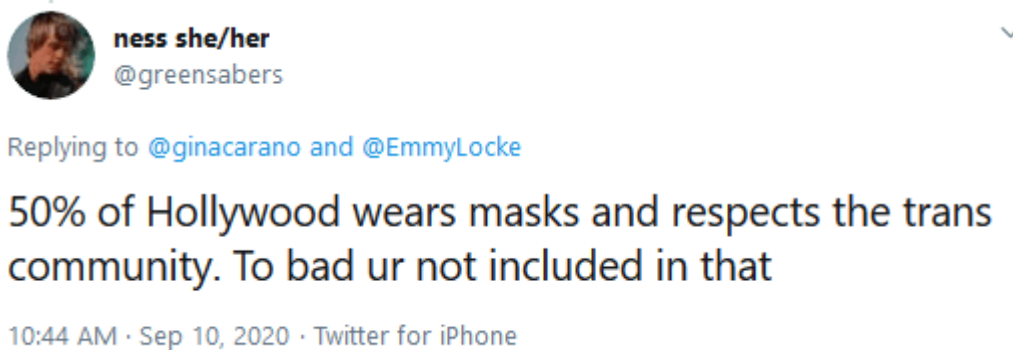 ness she/her
@greensabers
Replying to @ginacarano and @EmmyLocke
50% of Hollywood wears masks and respects the trans
community. To bad ur not included in that
10:44 AM · Sep 10, 2020 · Twitter for iPhone